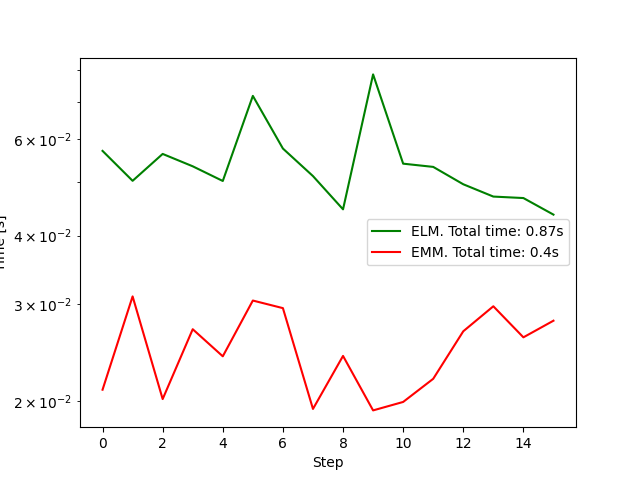 6 × 10⁻²
4 × 10⁻²
3 × 10⁻²
2 × 10⁻²
Time [s]
ELM. Total time: 0.87s
EMM. Total time: 0.4s
0 2 4 6 8 10 12 14
Step